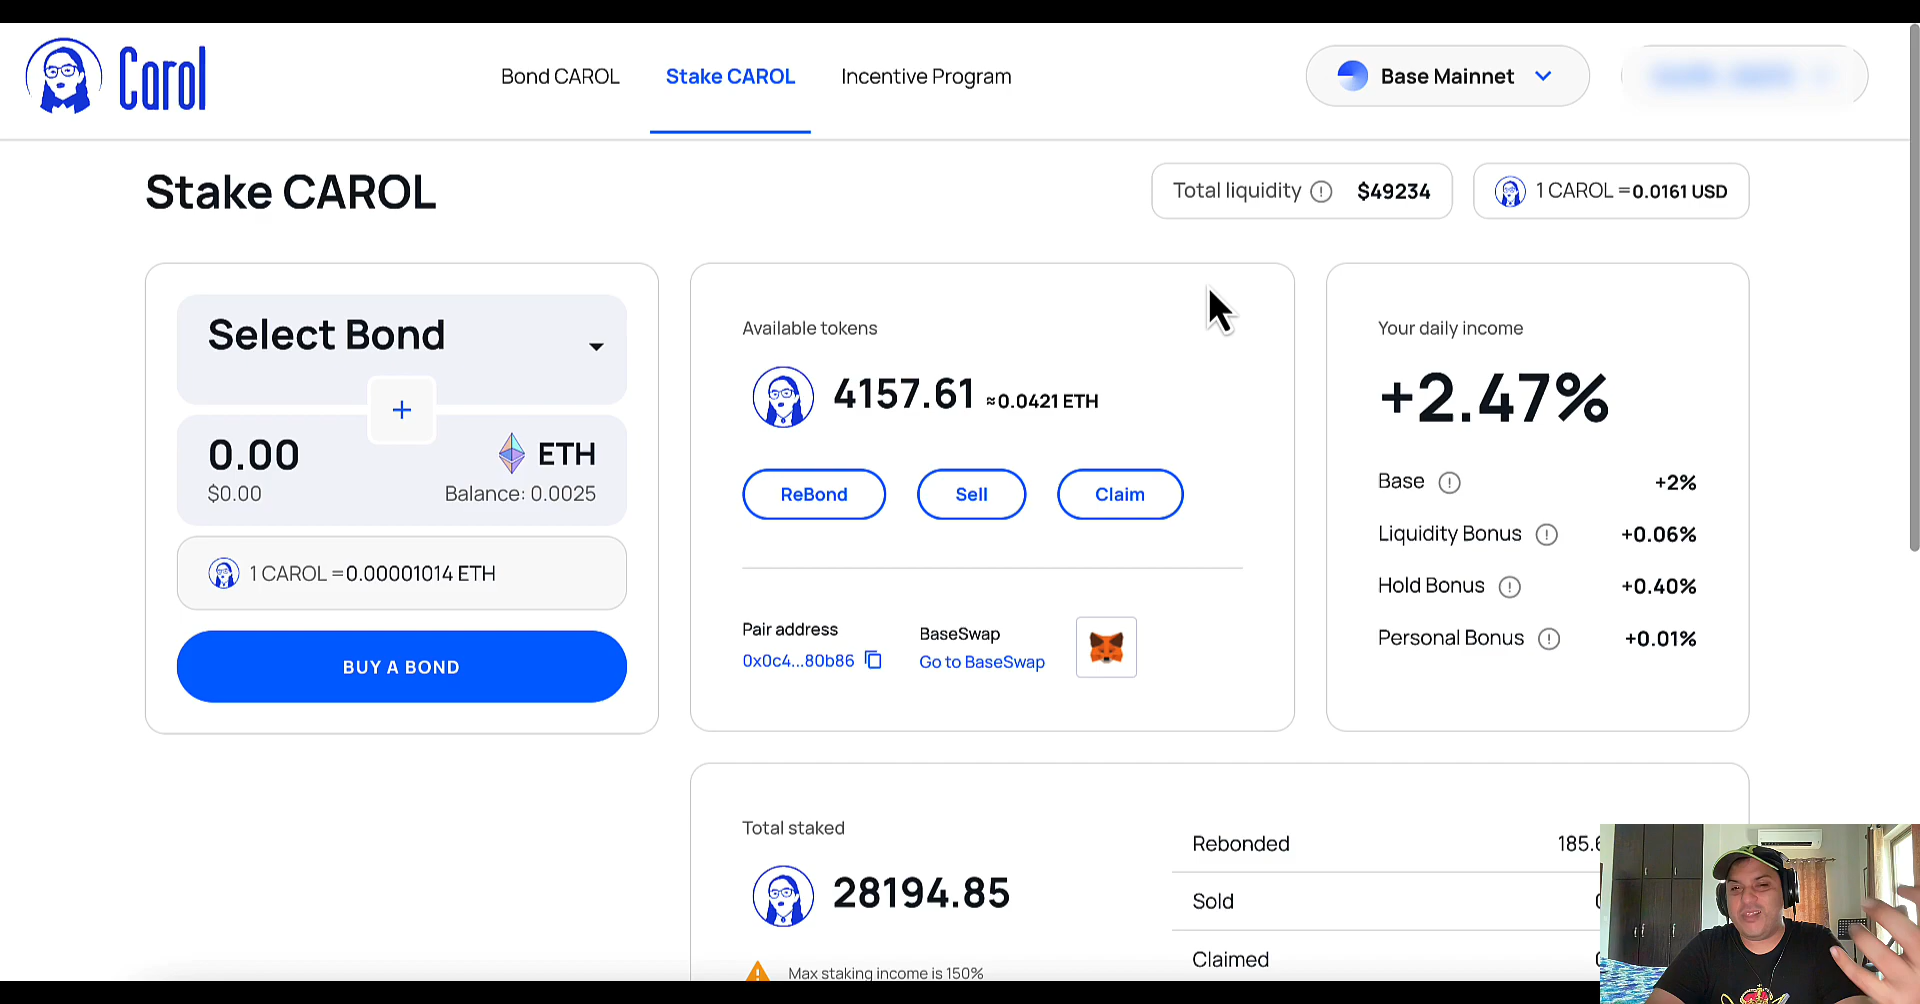 Carol
Bond CAROL
Stake CAROL
Incentive Program
Base Mainnet
Stake CAROL
Total liquidity $49234
1 CAROL =0.0161 USD
Select Bond
+
0.00
ETH
$0.00
Balance: 0.0025
1 CAROL =0.00001014 ETH
BUY A BOND
Available tokens
4157.61 ≈0.0421 ETH
ReBond
Sell
Claim
Pair address
0x0c4...80b86
BaseSwap
Go to BaseSwap
Your daily income
+2.47%
Base +2%
Liquidity Bonus +0.06%
Hold Bonus +0.40%
Personal Bonus +0.01%
Total staked
28194.85
Max staking income is 150%
Rebonded
Sold
Claimed